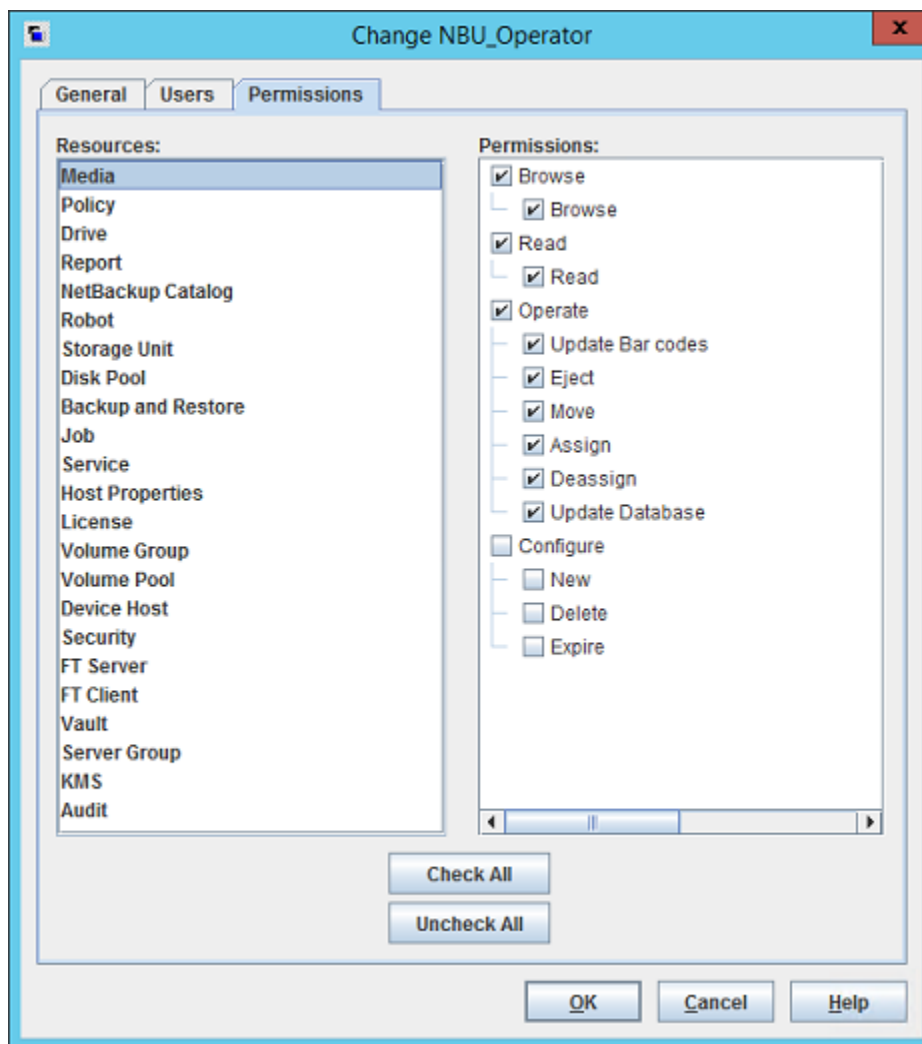 Change NBU_Operator
x
General Users Permissions
Resources:
Media
Policy
Drive
Report
NetBackup Catalog
Robot
Storage Unit
Disk Pool
Backup and Restore
Job
Service
Host Properties
License
Volume Group
Volume Pool
Device Host
Security
FT Server
FT Client
Vault
Server Group
KMS
Audit
Permissions:
Browse
Browse
Read
Read
Operate
Update Bar codes
Eject
Move
Assign
Deassign
Update Database
Configure
New
Delete
Expire
Check All
Uncheck All
OK Cancel Help